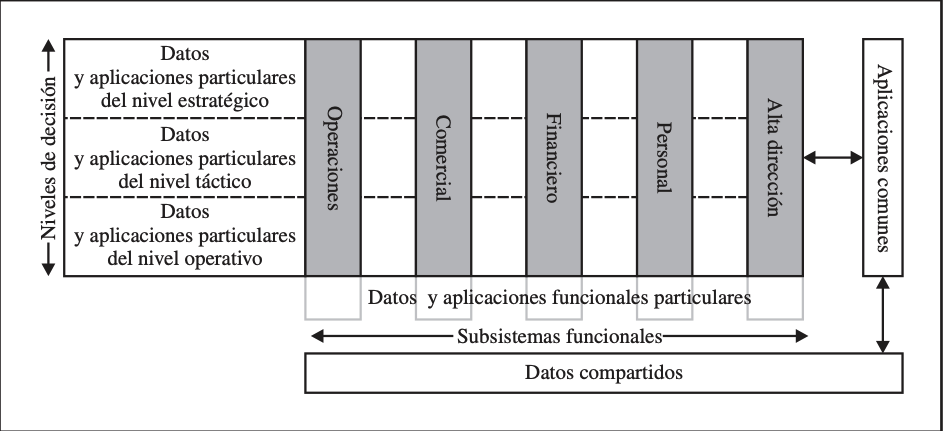 Niveles de decisión
Datos
y aplicaciones particulares
del nivel estratégico
Datos
y aplicaciones particulares
del nivel táctico
Datos
y aplicaciones particulares
del nivel operativo
Operaciones
Comercial
Financiero
Personal
Alta dirección
Aplicaciones comunes
Datos y aplicaciones funcionales particulares
Subsistemas funcionales
Datos compartidos